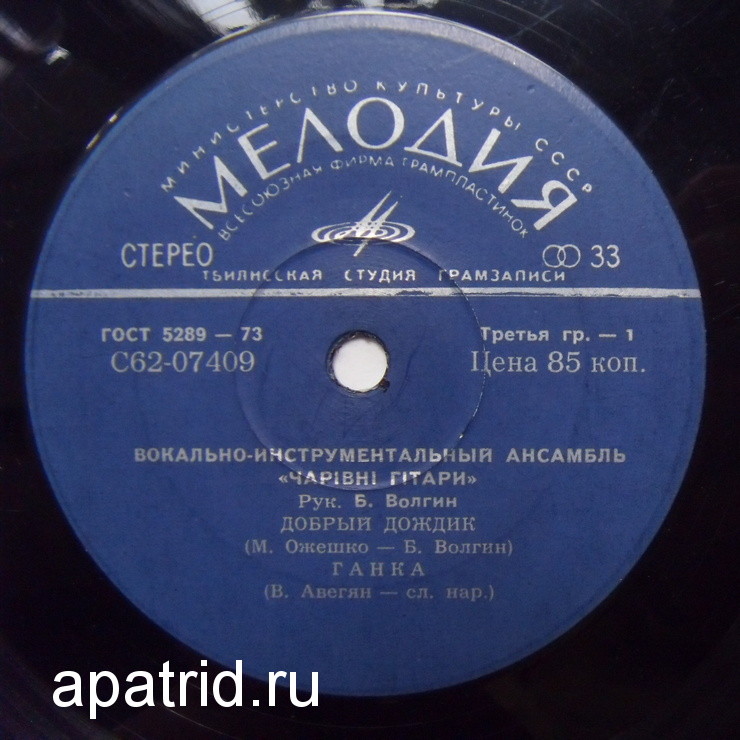 МИНИСТЕРСТВО КУЛЬТУРЫ СССР
МЕЛОДИЯ
ВСЕСОЮЗНАЯ ФИРМА ГРАМПЛАСТИНОК
СТЕРЕО 33
ТБИЛИССКАЯ СТУДИЯ ГРАМЗАПИСИ
ГОСТ 5289 — 73 Третья гр. — 1
С62-07409 Цена 85 коп.
ВОКАЛЬНО-ИНСТРУМЕНТАЛЬНЫЙ АНСАМБЛЬ
«ЧАРІВНІ ГІТАРИ»
Рук. Б. Волгин
ДОБРЫЙ ДОЖДИК
(М. Ожешко — Б. Волгин)
ГАНКА
(В. Авегян — сл. нар.)
apatrid.ru